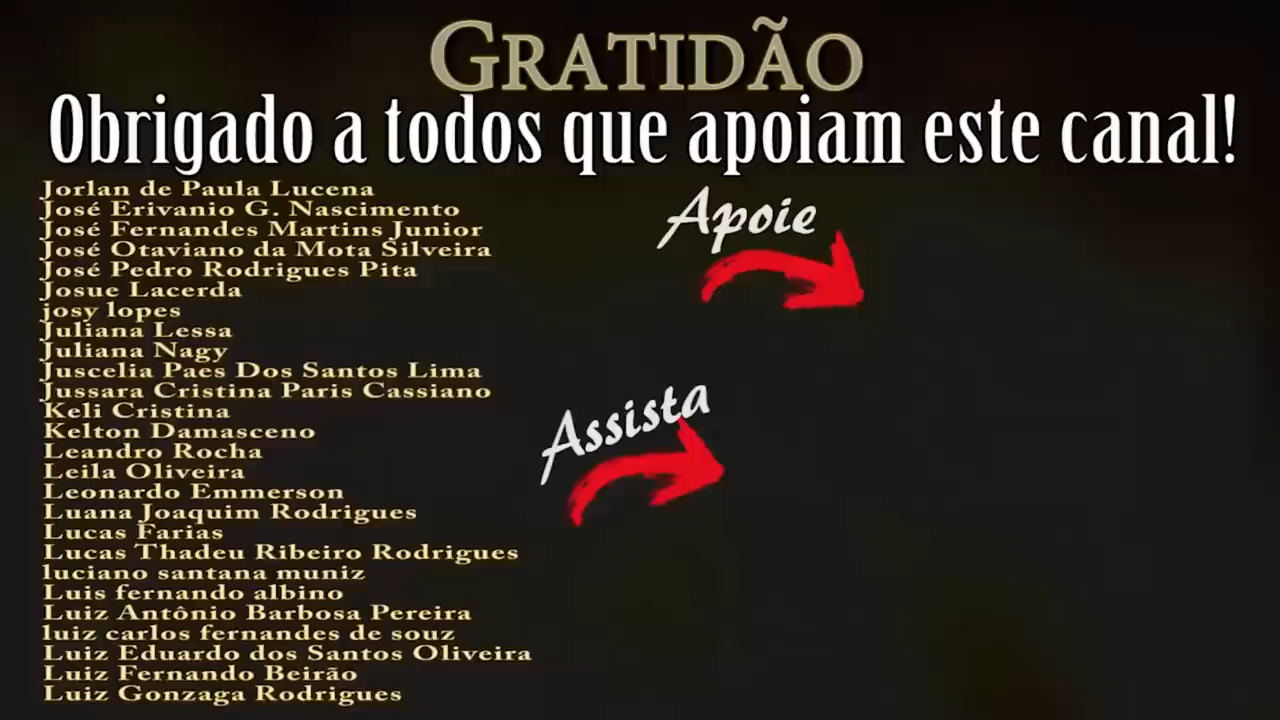 Gratidão
Obrigado a todos que apoiam este canal!
Jorlan de Paula Lucena
José Erivanio G. Nascimento
José Fernandes Martins Junior
José Otaviano da Mota Silveira
José Pedro Rodrigues Pita
Josue Lacerda
josy lopes
Juliana Lessa
Juliana Nagy
Juscelia Paes Dos Santos Lima
Jussara Cristina Paris Cassiano
Keli Cristina
Kelton Damasceno
Leandro Rocha
Leila Oliveira
Leonardo Emmerson
Luana Joaquim Rodrigues
Lucas Farias
Lucas Thadeu Ribeiro Rodrigues
luciano santana muniz
Luis fernando albino
Luiz Antônio Barbosa Pereira
luiz carlos fernandes de souz
Luiz Eduardo dos Santos Oliveira
Luiz Fernando Beirão
Luiz Gonzaga Rodrigues
Apoie
Assista